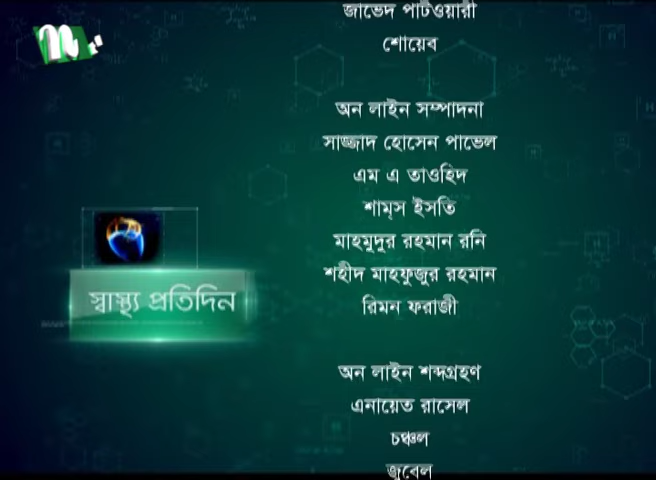 জাভেদ পাটওয়ারী
শোয়েব
অন লাইন সম্পাদনা
সাজ্জাদ হোসেন পাভেল
এম এ তাওহিদ
শাম্‌স ইসতি
মাহমুদুর রহমান রনি
শহীদ মাহফুজুর রহমান
রিমন ফরাজী
স্বাস্থ্য প্রতিদিন
অন লাইন শব্দগ্রহণ
এনায়েত রাসেল
চঞ্চল
জুবেল